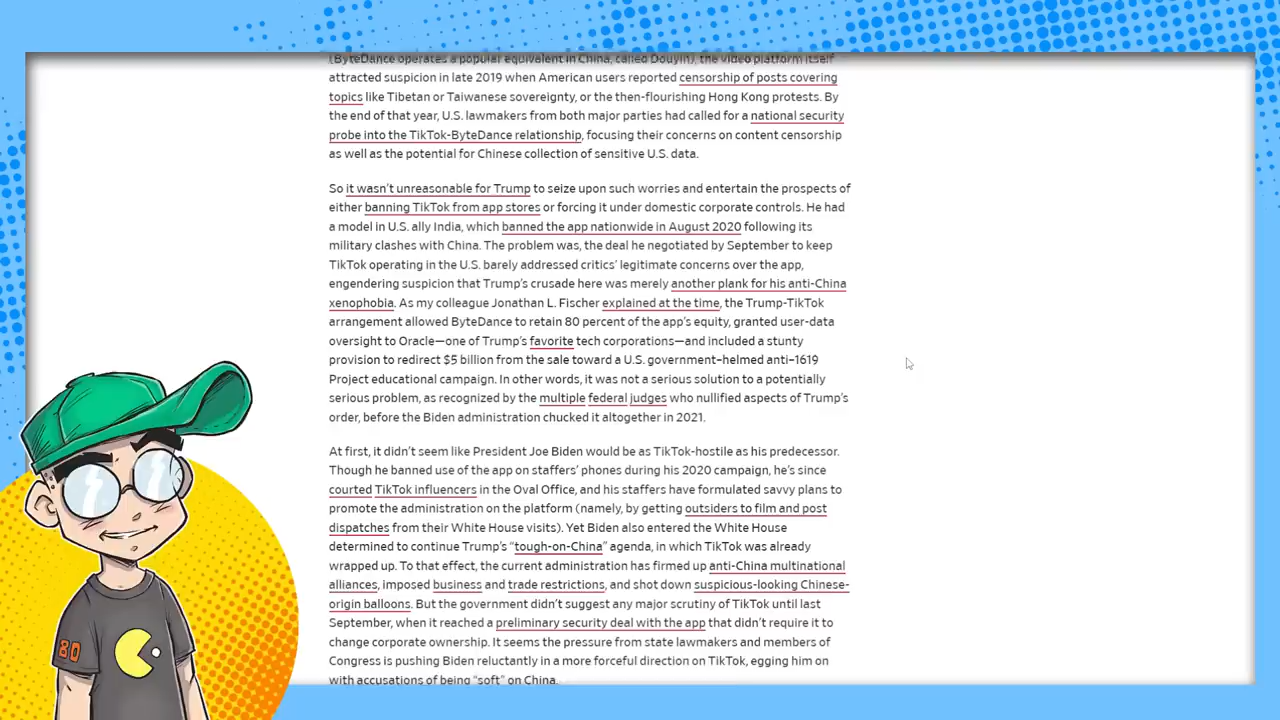 (ByteDance operates a popular equivalent in China, called Douyin), the video platform itself
attracted suspicion in late 2019 when American users reported censorship of posts covering
topics like Tibetan or Taiwanese sovereignty, or the then-flourishing Hong Kong protests. By
the end of that year, U.S. lawmakers from both major parties had called for a national security
probe into the TikTok-ByteDance relationship, focusing their concerns on content censorship
as well as the potential for Chinese collection of sensitive U.S. data.
So it wasn't unreasonable for Trump to seize upon such worries and entertain the prospects of
either banning TikTok from app stores or forcing it under domestic corporate controls. He had
a model in U.S. ally India, which banned the app nationwide in August 2020 following its
military clashes with China. The problem was, the deal he negotiated by September to keep
TikTok operating in the U.S. barely addressed critics' legitimate concerns over the app,
engendering suspicion that Trump's crusade here was merely another plank for his anti-China
xenophobia. As my colleague Jonathan L. Fischer explained at the time, the Trump-TikTok
arrangement allowed ByteDance to retain 80 percent of the app's equity, granted user-data
oversight to Oracle—one of Trump's favorite tech corporations—and included a stunty
provision to redirect $5 billion from the sale toward a U.S. government–helmed anti–1619
Project educational campaign. In other words, it was not a serious solution to a potentially
serious problem, as recognized by the multiple federal judges who nullified aspects of Trump's
order, before the Biden administration chucked it altogether in 2021.
At first, it didn't seem like President Joe Biden would be as TikTok-hostile as his predecessor.
Though he banned use of the app on staffers' phones during his 2020 campaign, he's since
courted TikTok influencers in the Oval Office, and his staffers have formulated savvy plans to
promote the administration on the platform (namely, by getting outsiders to film and post
dispatches from their White House visits). Yet Biden also entered the White House
determined to continue Trump's "tough-on-China" agenda, in which TikTok was already
wrapped up. To that effect, the current administration has firmed up anti-China multinational
alliances, imposed business and trade restrictions, and shot down suspicious-looking Chinese-
origin balloons. But the government didn't suggest any major scrutiny of TikTok until last
September, when it reached a preliminary security deal with the app that didn't require it to
change corporate ownership. It seems the pressure from state lawmakers and members of
Congress is pushing Biden reluctantly in a more forceful direction on TikTok, egging him on
with accusations of being "soft" on China.
80